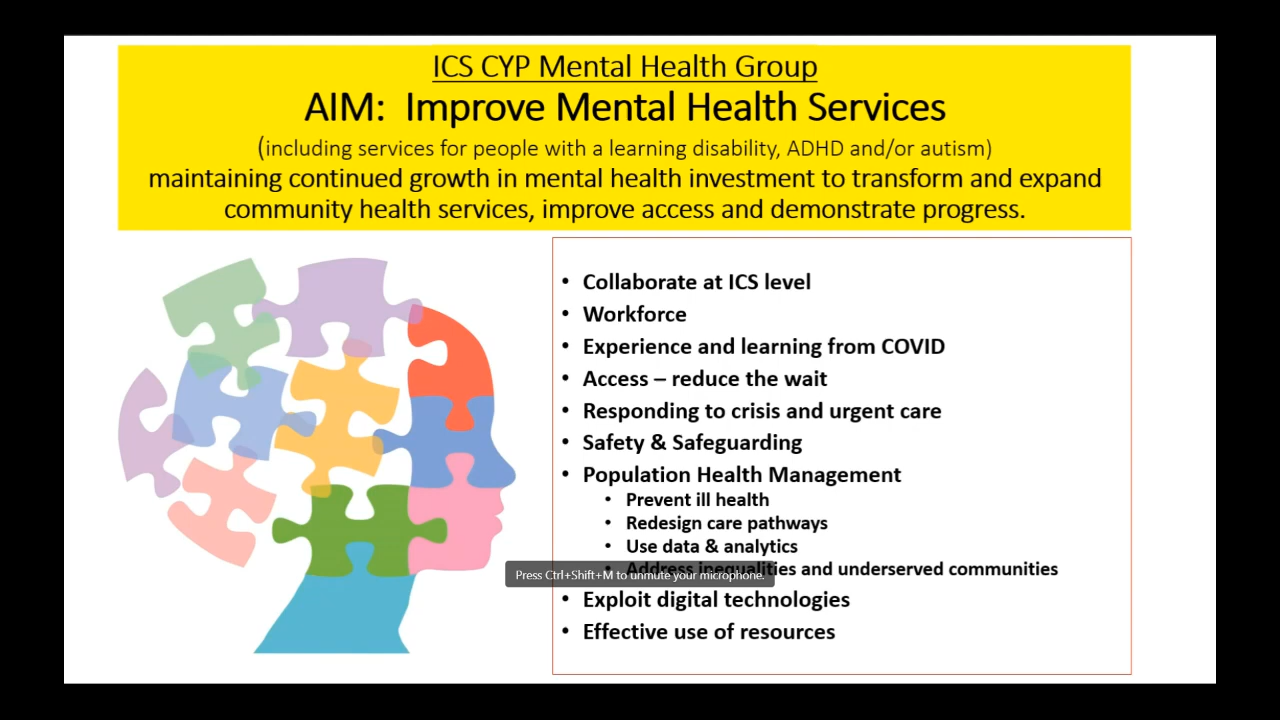 ICS CYP Mental Health Group
AIM:  Improve Mental Health Services
(including services for people with a learning disability, ADHD and/or autism)
maintaining continued growth in mental health investment to transform and expand
community health services, improve access and demonstrate progress.
• Collaborate at ICS level
• Workforce
• Experience and learning from COVID
• Access – reduce the wait
• Responding to crisis and urgent care
• Safety & Safeguarding
• Population Health Management
• Prevent ill health
• Redesign care pathways
• Use data & analytics
• Address inequalities and underserved communities
Press Ctrl+Shift+M to unmute your microphone.
• Exploit digital technologies
• Effective use of resources